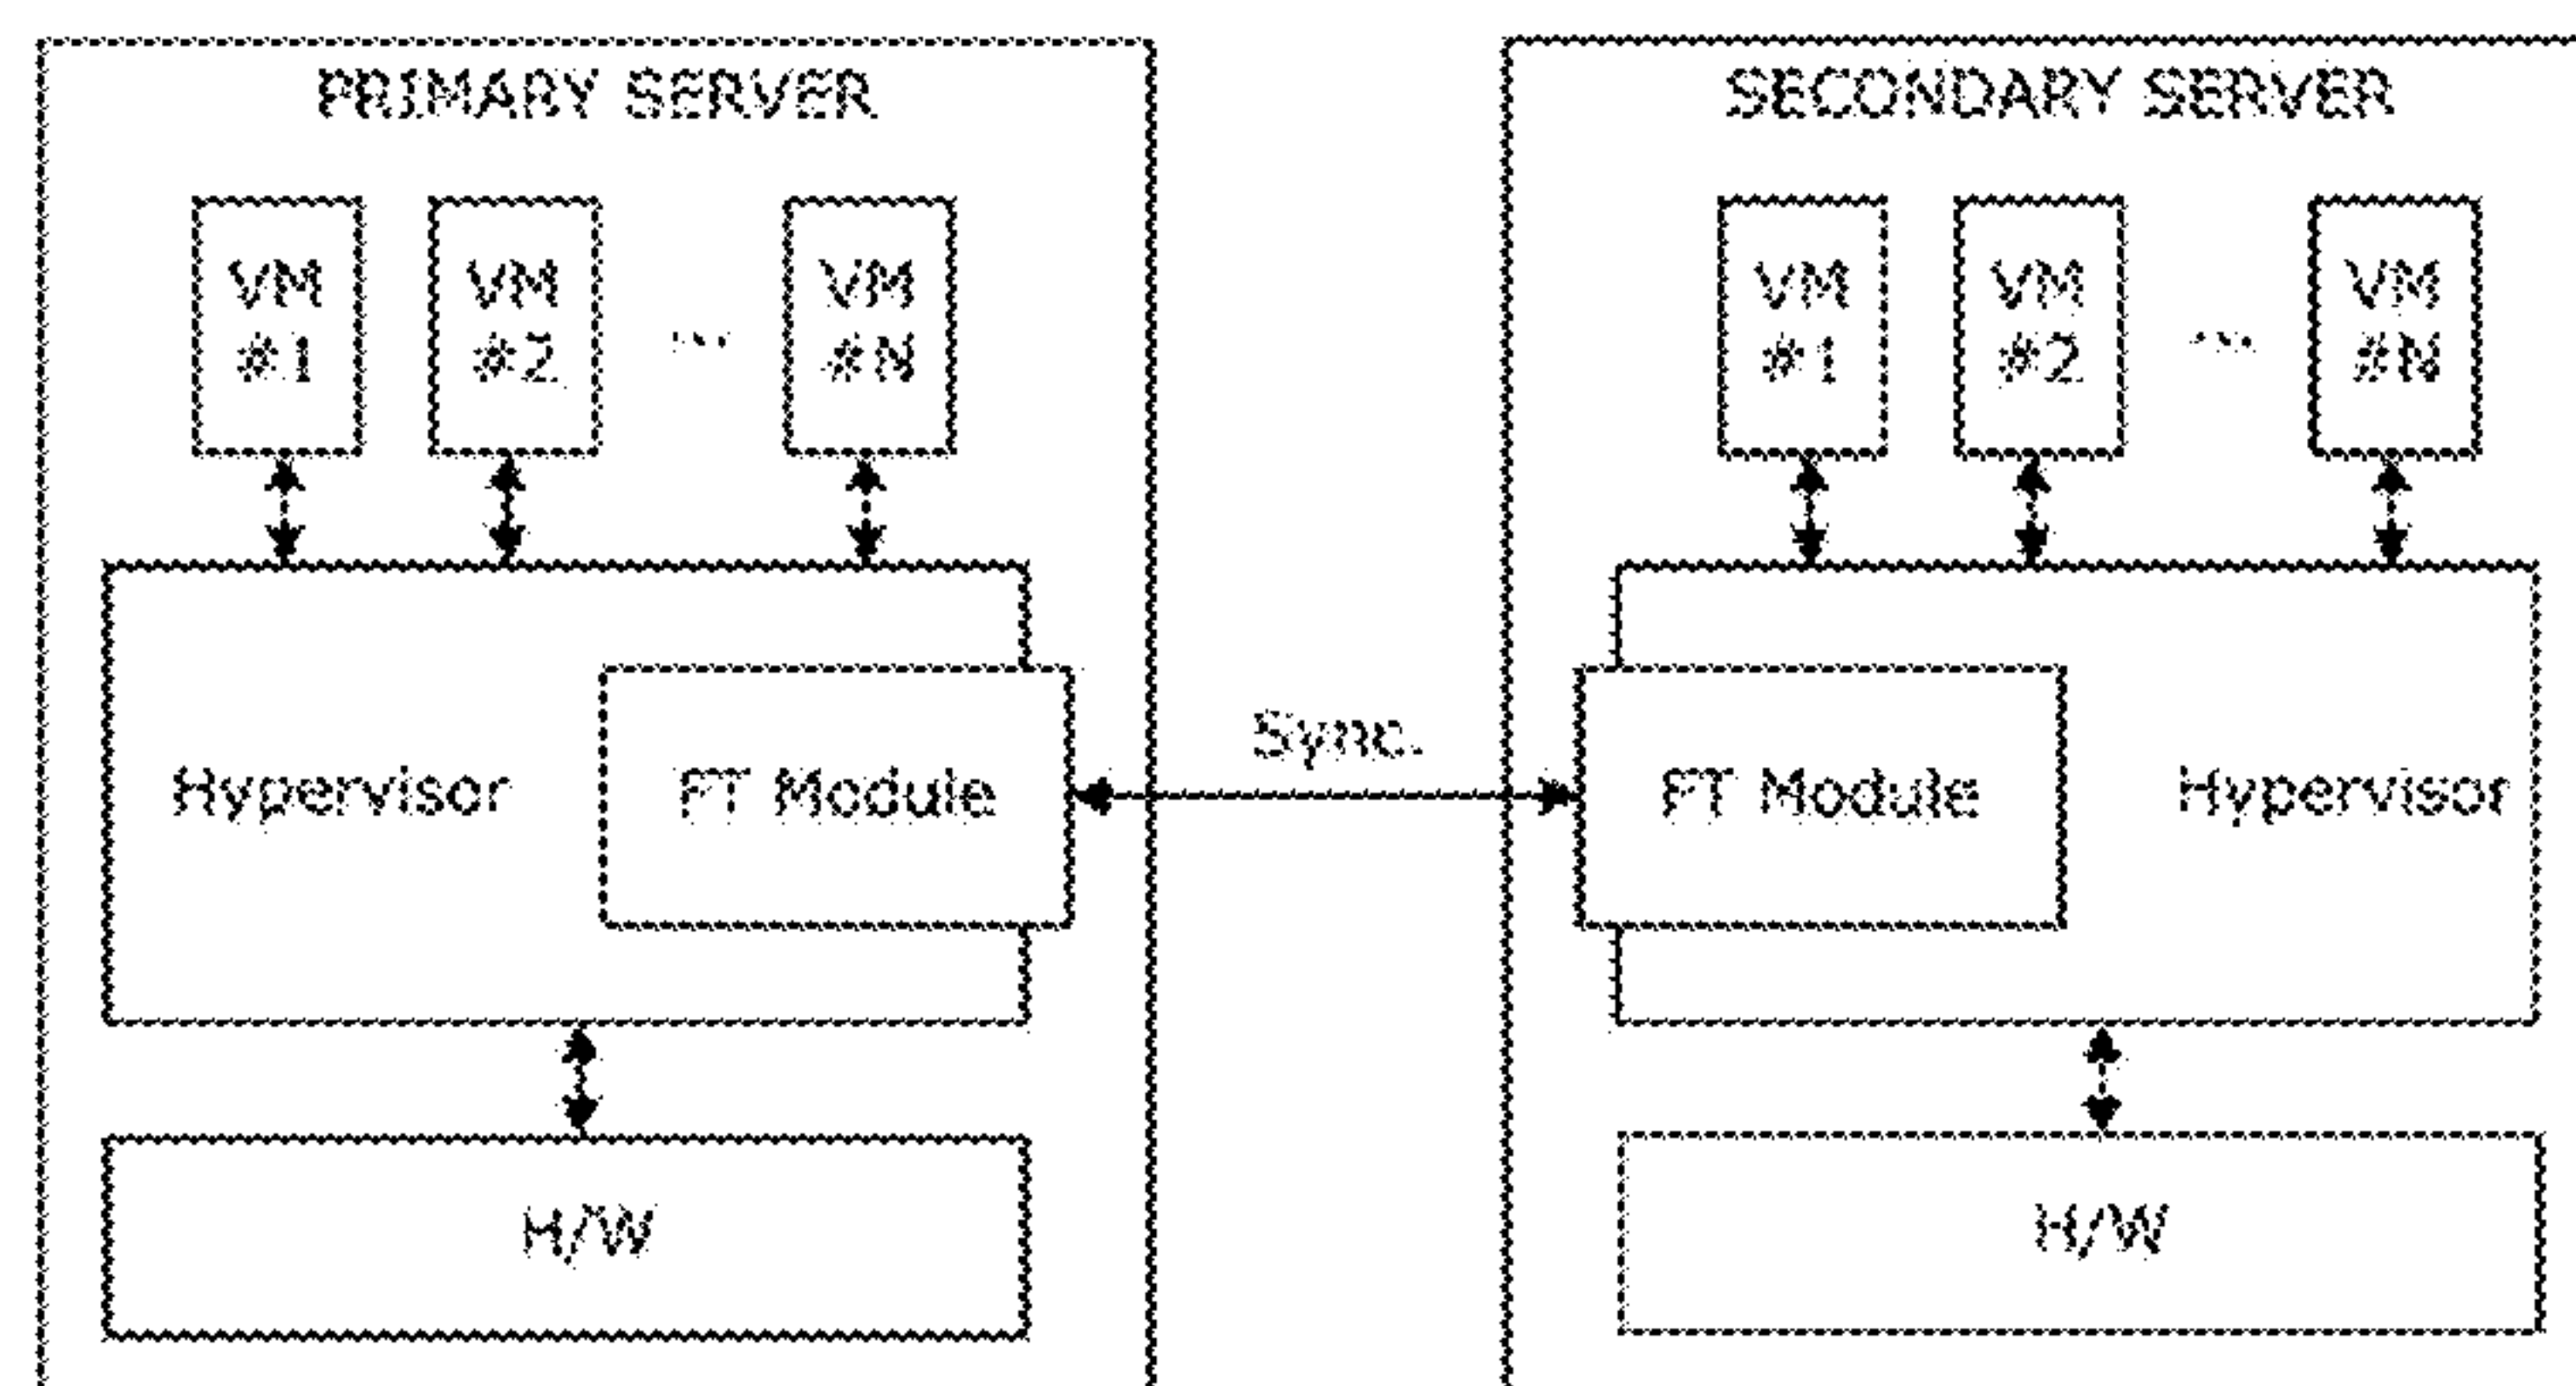 PRIMARY SERVER
VM
#1
VM
#2
...
VM
#N
Hypervisor
FT Module
H/W
Sync.
SECONDARY SERVER
VM
#1
VM
#2
...
VM
#N
FT Module
Hypervisor
H/W